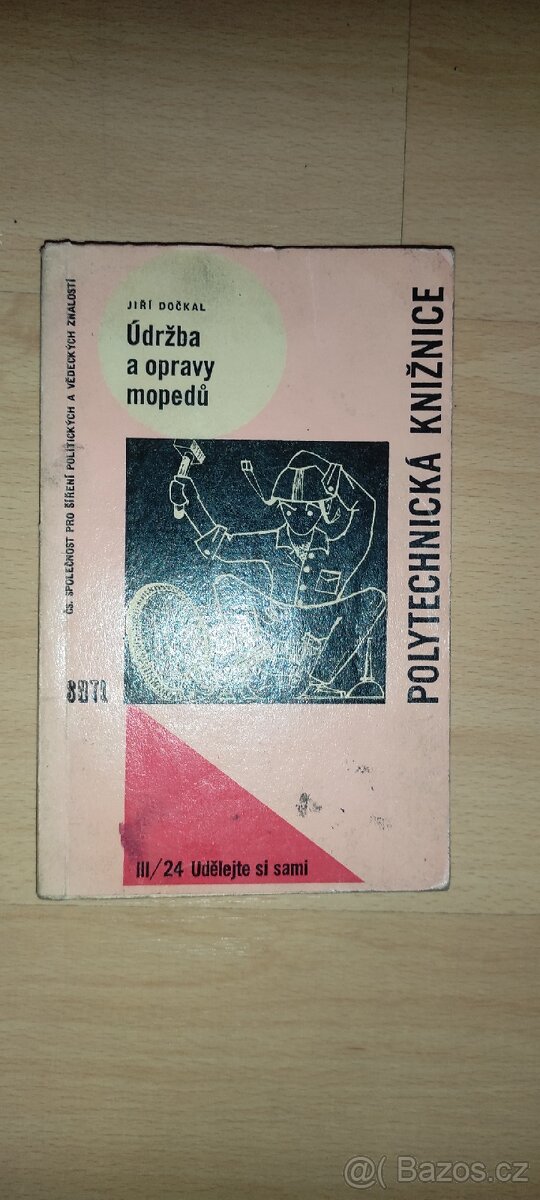 JIŘÍ DOČKAL
Údržba
a opravy
mopedů
ČS. SPOLEČNOST PRO ŠÍŘENÍ POLITICKÝCH A VĚDECKÝCH ZNALOSTÍ
POLYTECHNICKÁ KNIŽNICE
SNTL
III/24 Udělejte si sami
@ Bazos.cz